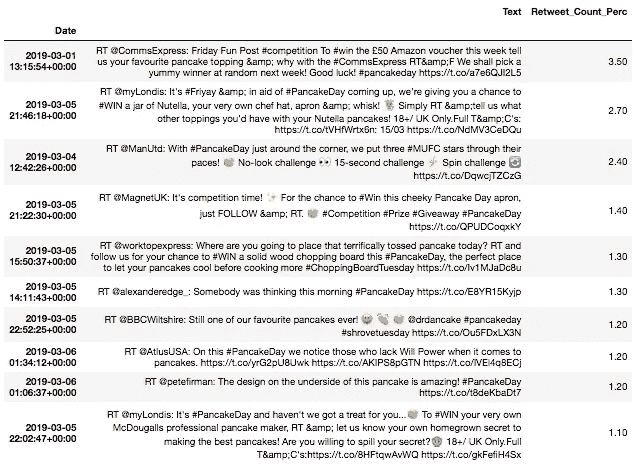 Text Retweet_Count_Perc
Date
2019-03-01 13:15:54+00:00
RT @CommsExpress: Friday Fun Post #competition To #win the £50 Amazon voucher this week tell
us your favourite pancake topping &amp; why with the #CommsExpress RT&amp;F We shall pick a
yummy winner at random next week! Good luck! #pancakeday https://t.co/a7e6QJI2L5
3.50
2019-03-05 21:46:18+00:00
RT @myLondis: It's #Friyay &amp; in aid of #PancakeDay coming up, we're giving you a chance to
#WIN a jar of Nutella, your very own chef hat, apron &amp; whisk! Simply RT &amp;tell us what
other toppings you'd have with your Nutella pancakes! 18+/ UK Only.Full T&amp;C's:
https://t.co/tVHfWrtx6n: 15/03 https://t.co/NdMV3CeDQu
2.70
2019-03-04 12:42:26+00:00
RT @ManUtd: With #PancakeDay just around the corner, we put three #MUFC stars through their
paces! No-look challenge 👀 15-second challenge ⚡ Spin challenge 🔄
https://t.co/DqwcjTZCzG
2.40
2019-03-05 21:22:30+00:00
RT @MagnetUK: It's competition time! ✨ For the chance to #Win this cheeky Pancake Day apron,
just FOLLOW &amp; RT. #Competition #Prize #Giveaway #PancakeDay
https://t.co/QPUDCoqxkY
1.40
2019-03-05 15:50:37+00:00
RT @worktopexpress: Where are you going to place that terrifically tossed pancake today? RT and
follow us for your chance to #WIN a solid wood chopping board this #PancakeDay, the perfect place
to let your pancakes cool before cooking more #ChoppingBoardTuesday https://t.co/Iv1MJaDc8u
1.30
2019-03-05 14:11:43+00:00
RT @alexanderedge_: Somebody was thinking this morning #PancakeDay https://t.co/E8YR15Kyjp
1.30
2019-03-05 22:52:25+00:00
RT @BBCWiltshire: Still one of our favourite pancakes ever! @drdancake #pancakeday
#shrovetuesday https://t.co/Ou5FDxLX3N
1.20
2019-03-06 01:34:12+00:00
RT @AtlusUSA: On this #PancakeDay we notice those who lack Will Power when it comes to
pancakes. https://t.co/yrG2pU8Uwk https://t.co/AKIPS8pGTN https://t.co/lVEl4q8ECj
1.20
2019-03-06 01:06:37+00:00
RT @petefirman: The design on the underside of this pancake is amazing! #PancakeDay
https://t.co/t8deKbaDt7
1.20
2019-03-05 22:02:47+00:00
RT @myLondis: It's #PancakeDay and haven't we got a treat for you... To #WIN your very own
McDougalls professional pancake maker, RT &amp; let us know your own homegrown secret to
making the best pancakes! Are you willing to spill your secret? 18+/ UK Only.Full
T&amp;C's:https://t.co/8HFtqwAvWQ https://t.co/gkFefiH4Sx
1.10